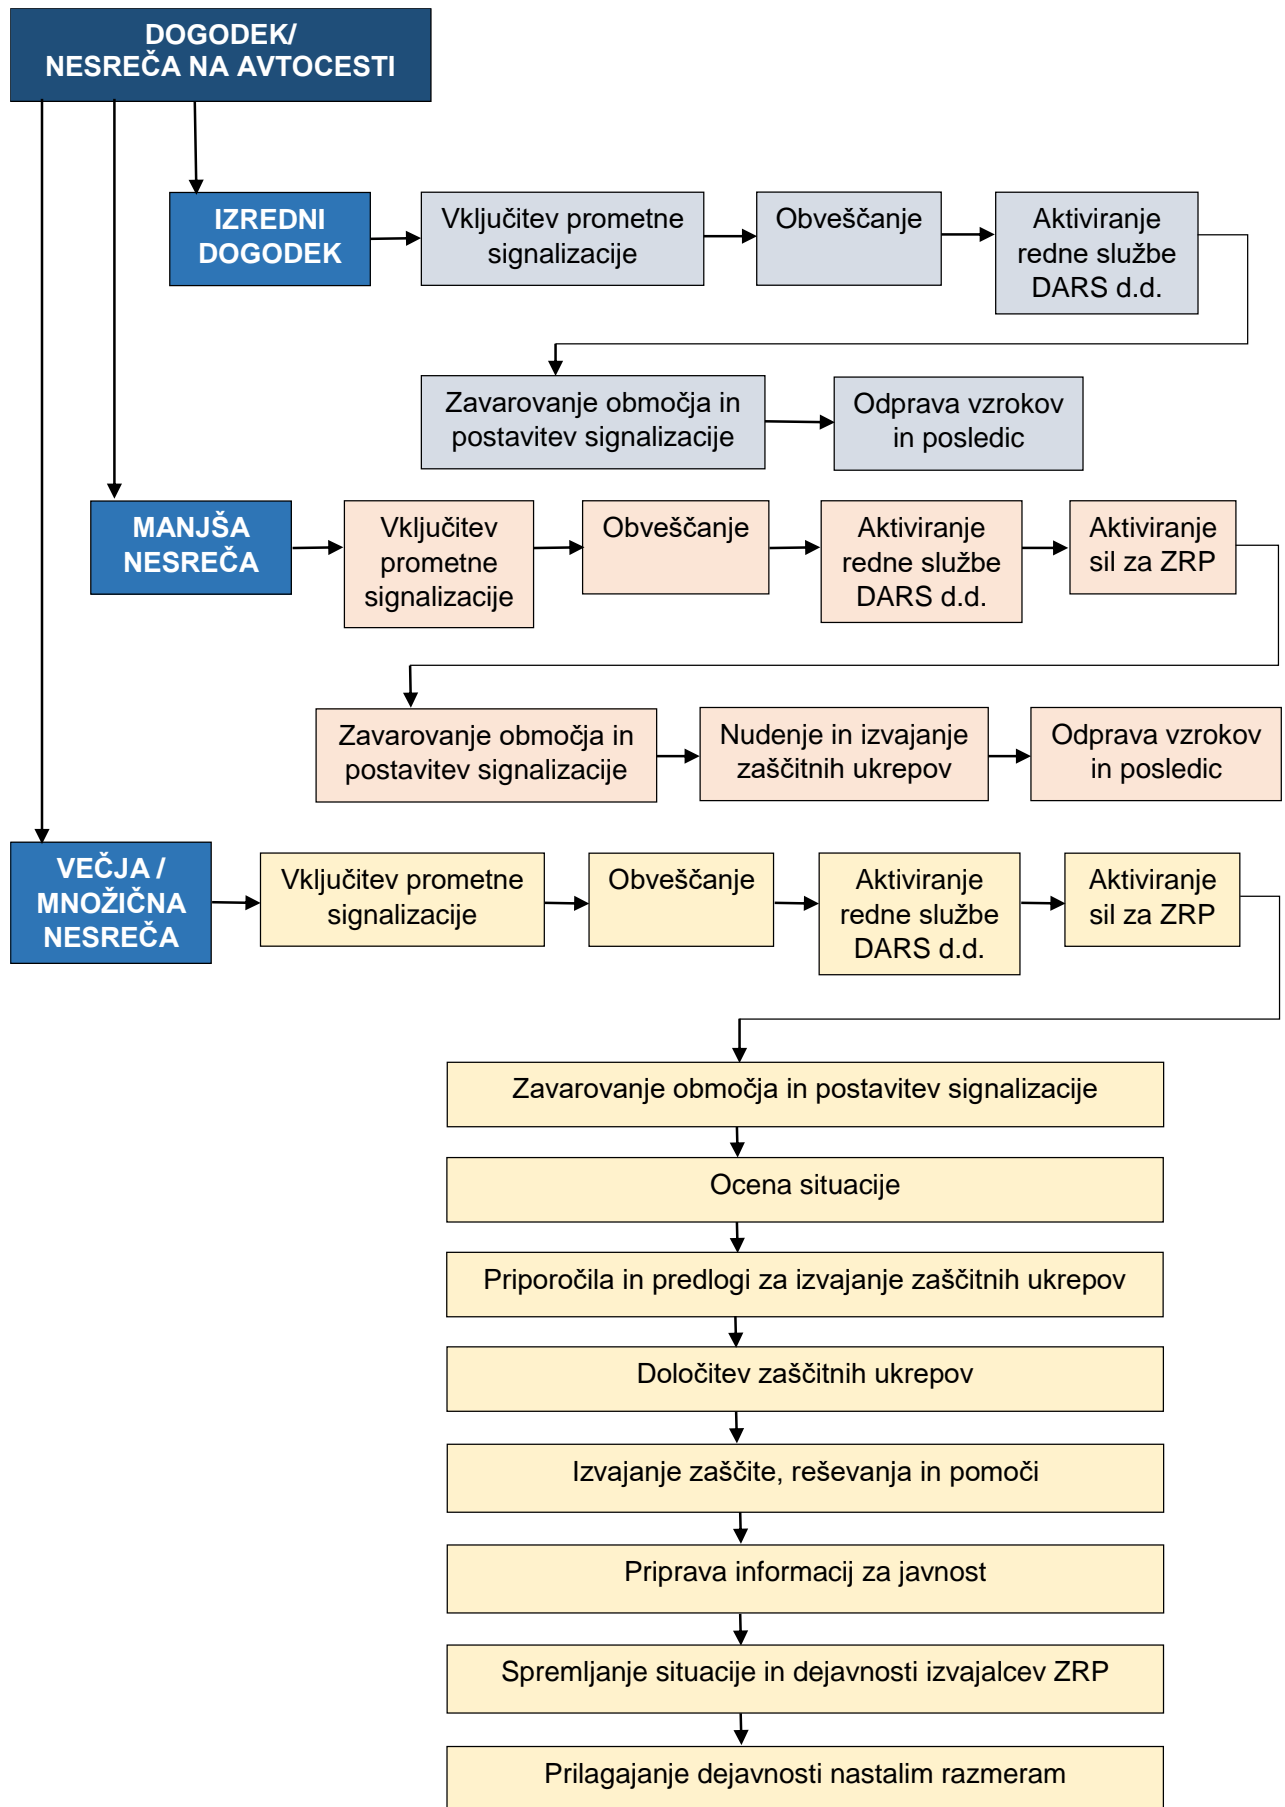 DOGODEK/
NESREČA NA AVTOCESTI
IZREDNI
DOGODEK
Vključitev prometne
signalizacije
Obveščanje
Aktiviranje
redne službe
DARS d.d.
Zavarovanje območja in
postavitev signalizacije
Odprava vzrokov
in posledic
MANJŠA
NESREČA
Vključitev
prometne
signalizacije
Obveščanje
Aktiviranje
redne službe
DARS d.d.
Aktiviranje
sil za ZRP
Zavarovanje območja in
postavitev signalizacije
Nudenje in izvajanje
zaščitnih ukrepov
Odprava vzrokov
in posledic
VEČJA /
MNOŽIČNA
NESREČA
Vključitev prometne
signalizacije
Obveščanje
Aktiviranje
redne službe
DARS d.d.
Aktiviranje
sil za ZRP
Zavarovanje območja in postavitev signalizacije
Ocena situacije
Priporočila in predlogi za izvajanje zaščitnih ukrepov
Določitev zaščitnih ukrepov
Izvajanje zaščite, reševanja in pomoči
Priprava informacij za javnost
Spremljanje situacije in dejavnosti izvajalcev ZRP
Prilagajanje dejavnosti nastalim razmeram